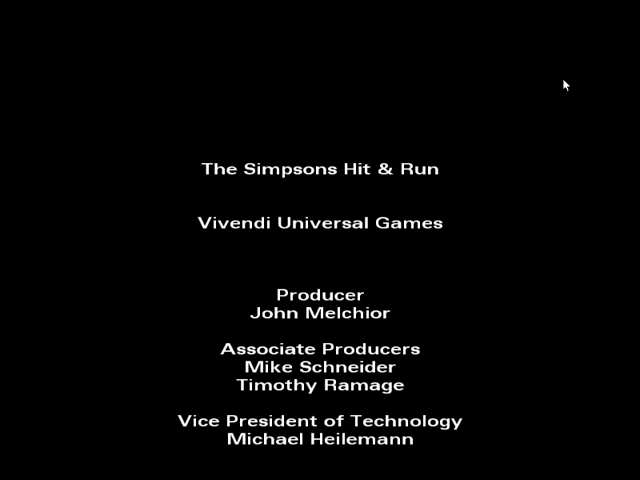 The Simpsons Hit & Run
Vivendi Universal Games
Producer
John Melchior
Associate Producers
Mike Schneider
Timothy Ramage
Vice President of Technology
Michael Heilemann